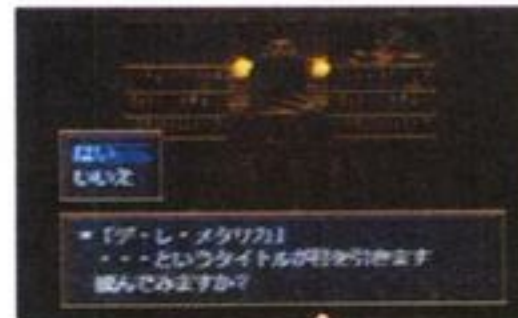 はい
いいえ
『デ・レ・メタリカ』
・・・というタイトルが目を引きます
読んでみますか？